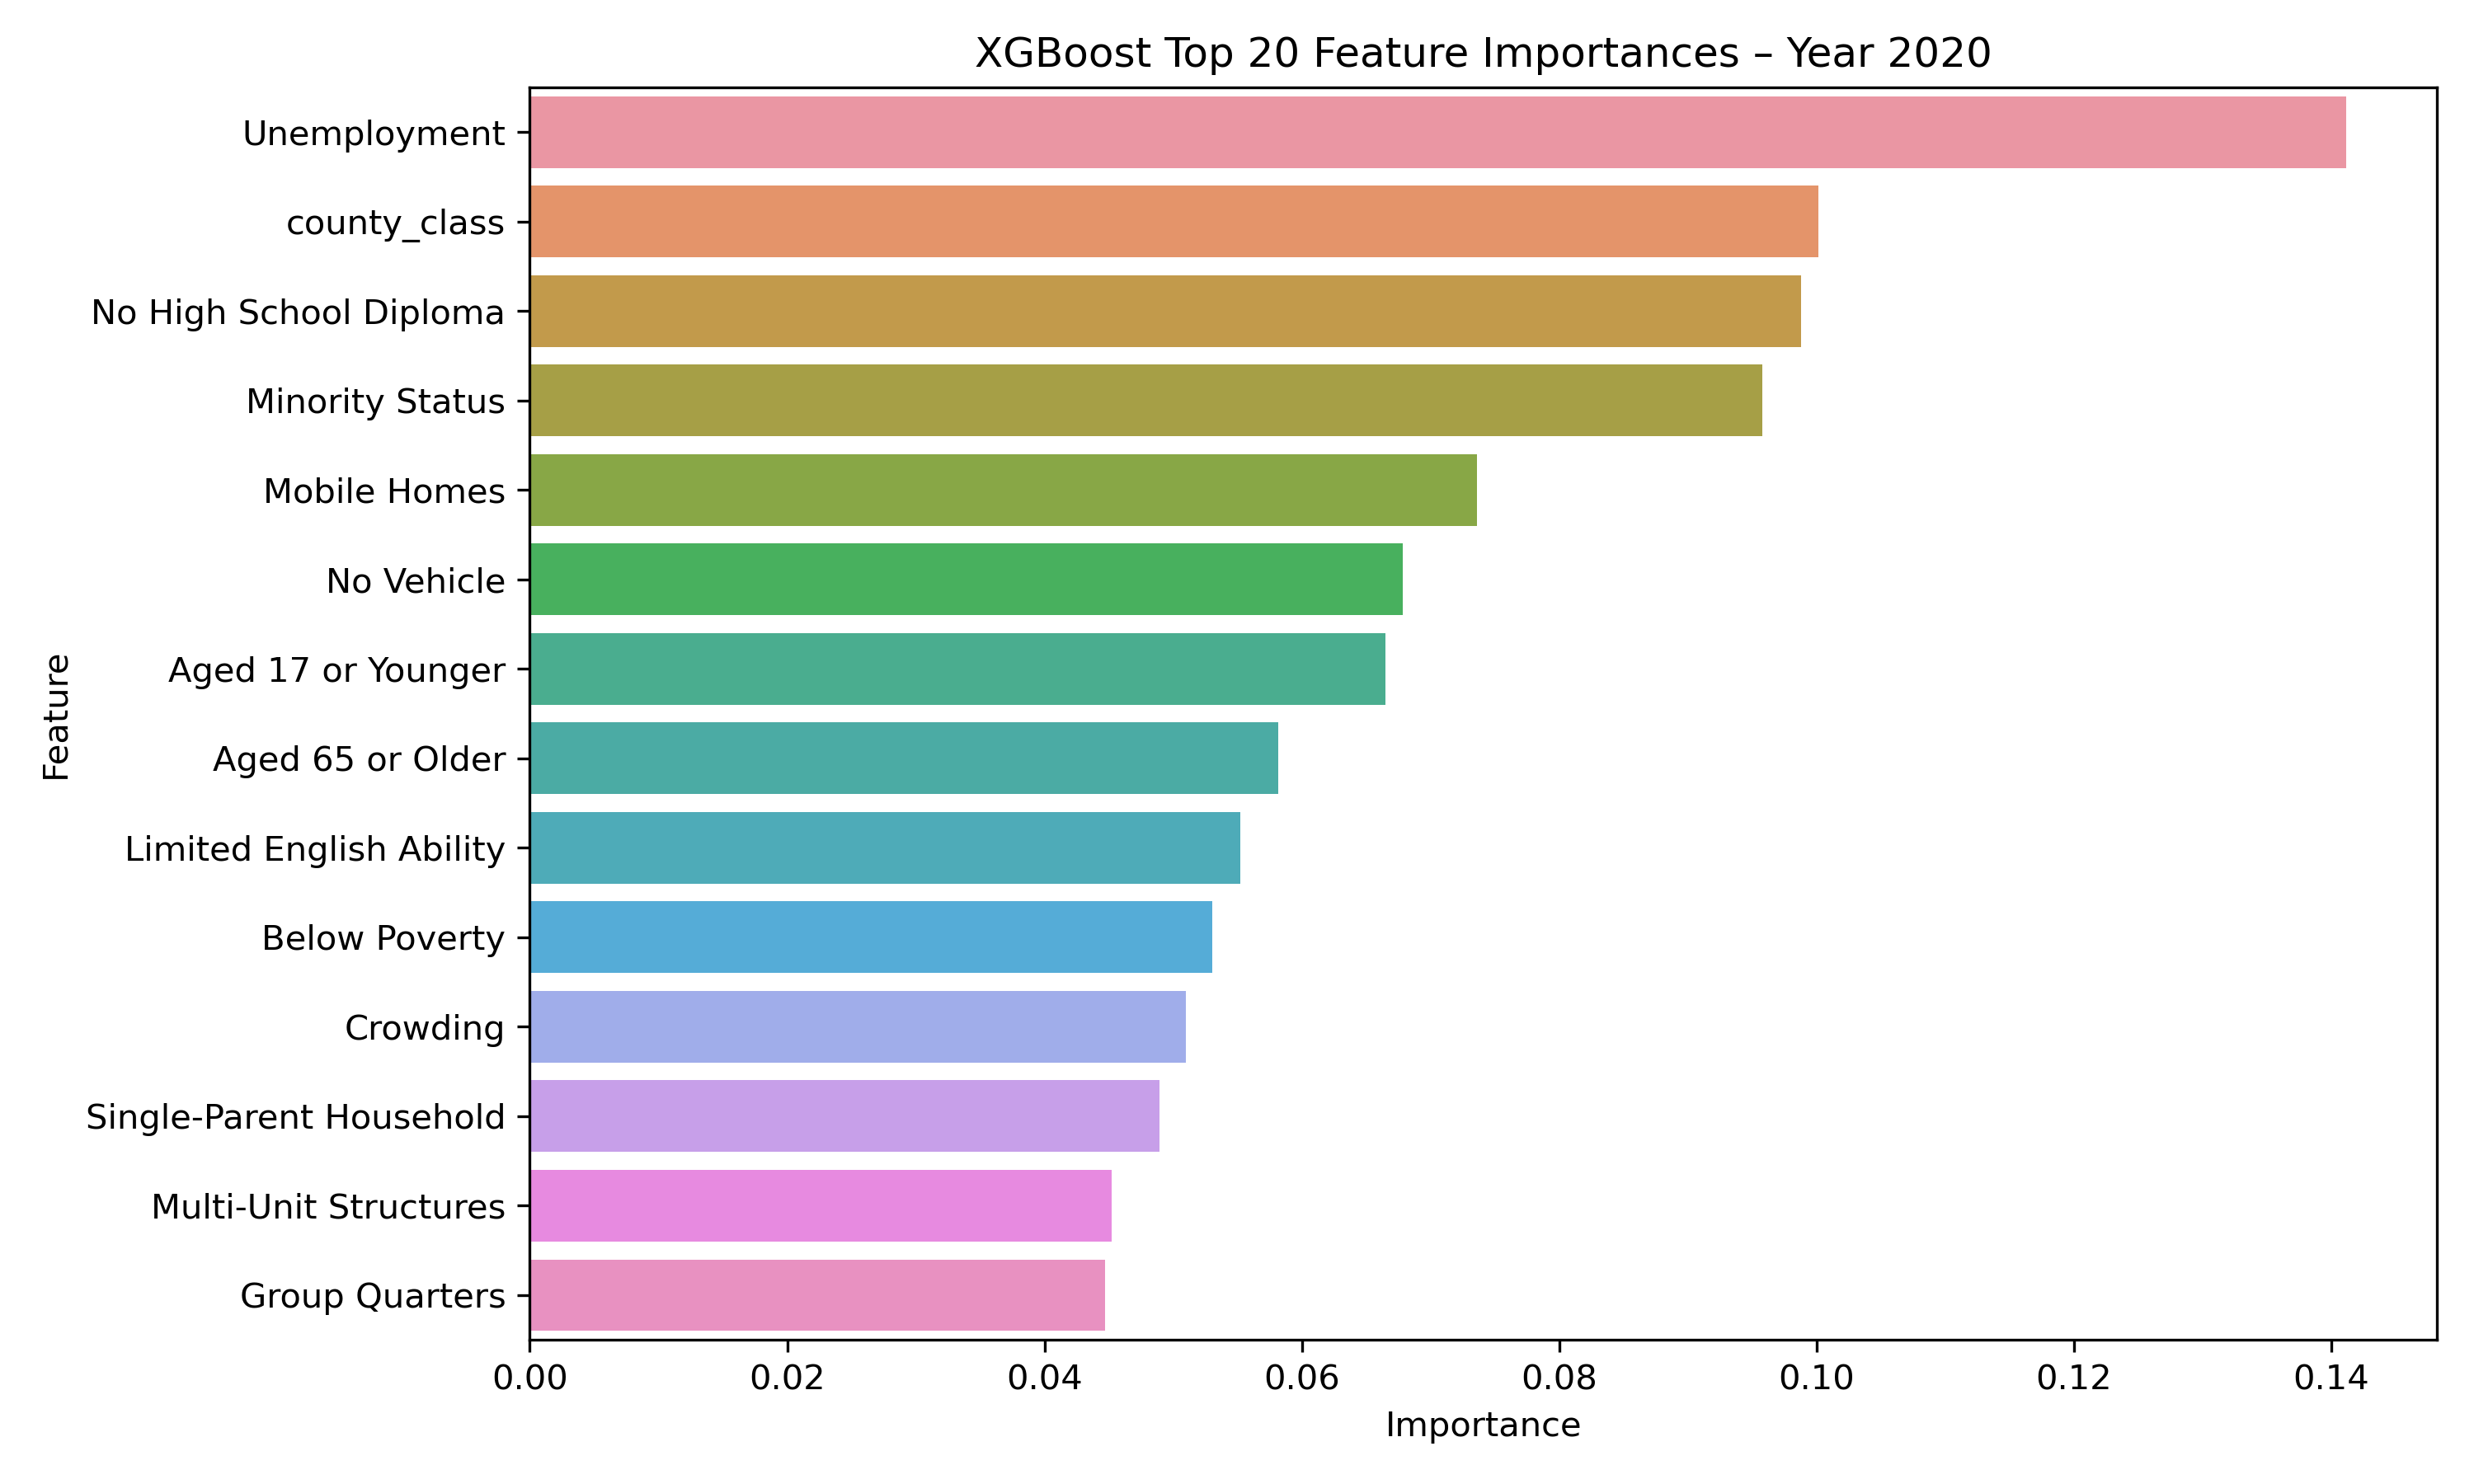 XGBoost Top 20 Feature Importances – Year 2020
Feature
Unemployment
county_class
No High School Diploma
Minority Status
Mobile Homes
No Vehicle
Aged 17 or Younger
Aged 65 or Older
Limited English Ability
Below Poverty
Crowding
Single-Parent Household
Multi-Unit Structures
Group Quarters
0.00 0.02 0.04 0.06 0.08 0.10 0.12 0.14
Importance